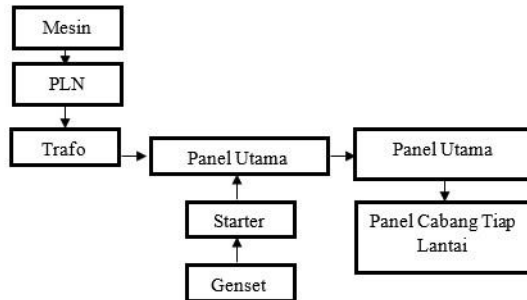 Mesin
PLN
Trafo
Panel Utama
Panel Utama
Starter
Panel Cabang Tiap
Lantai
Genset